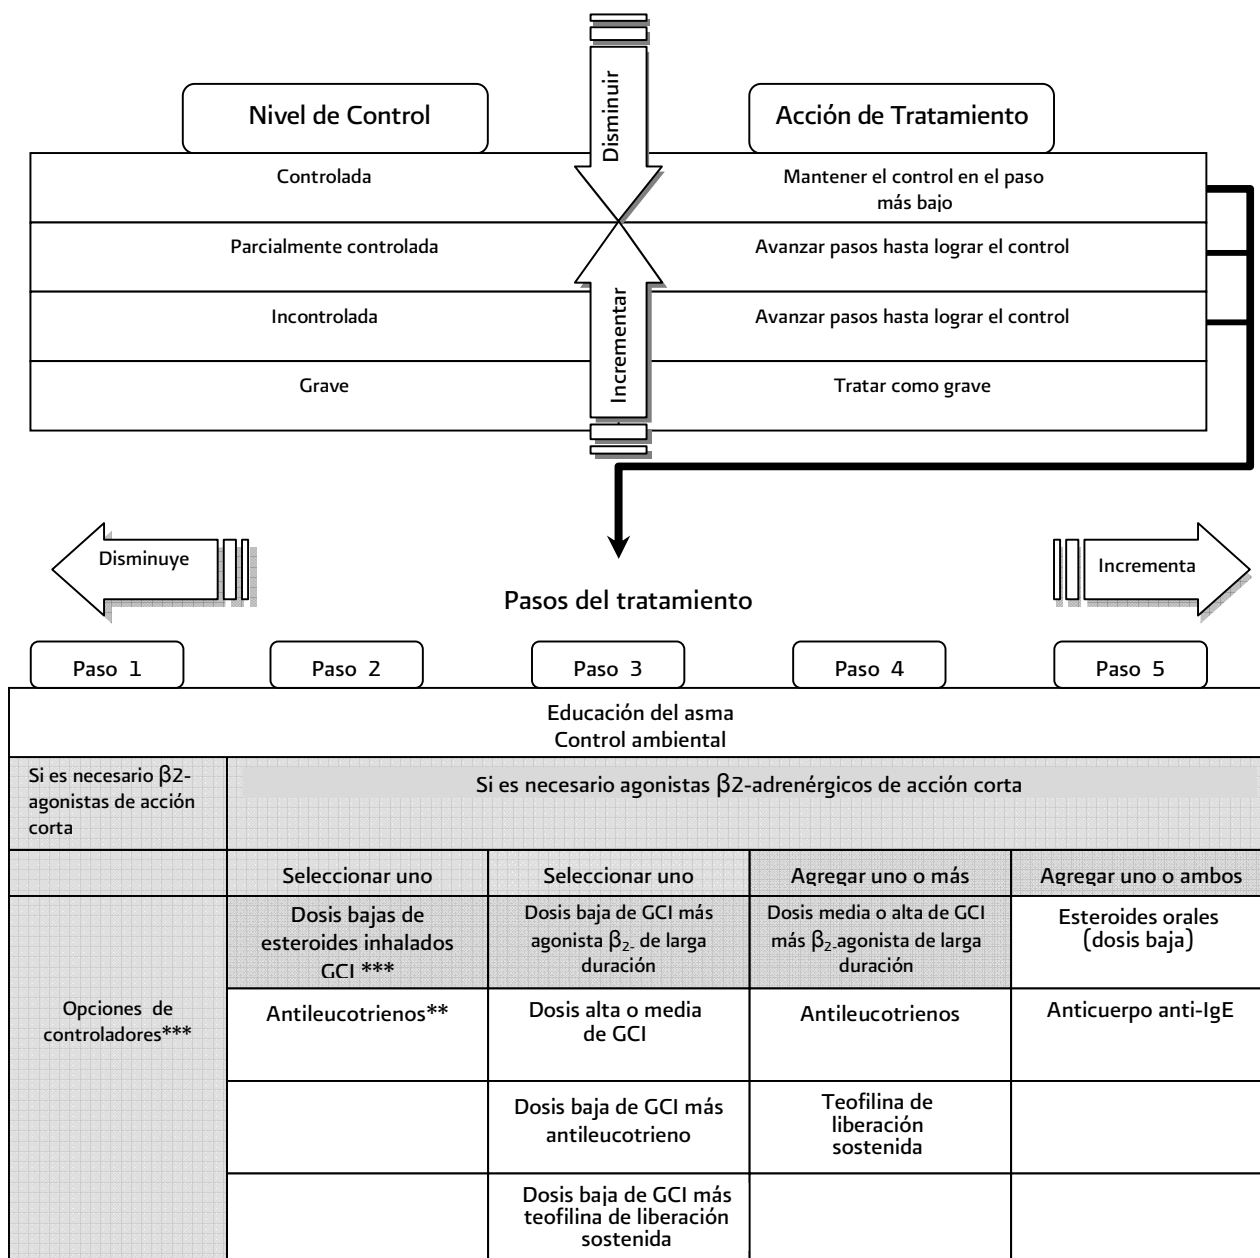 Disminuir
Nivel de Control
Acción de Tratamiento
Controlada
Mantener el control en el paso
más bajo
Parcialmente controlada
Avanzar pasos hasta lograr el control
Incontrolada
Avanzar pasos hasta lograr el control
Incrementar
Grave
Tratar como grave
Disminuye
Incrementa
Pasos del tratamiento
Paso 1
Paso 2
Paso 3
Paso 4
Paso 5
Educación del asma
Control ambiental
Si es necesario β2-
agonistas de acción
corta
Si es necesario agonistas β2-adrenérgicos de acción corta
Seleccionar uno
Seleccionar uno
Agregar uno o más
Agregar uno o ambos
Opciones de
controladores***
Dosis bajas de
esteroides inhalados
GCI ***
Dosis baja de GCI más
agonista β2- de larga
duración
Dosis media o alta de GCI
más β2-agonista de larga
duración
Esteroides orales
(dosis baja)
Antileucotrienos**
Dosis alta o media
de GCI
Antileucotrienos
Anticuerpo anti-IgE
Dosis baja de GCI más
antileucotrieno
Teofilina de
liberación
sostenida
Dosis baja de GCI más
teofilina de liberación
sostenida